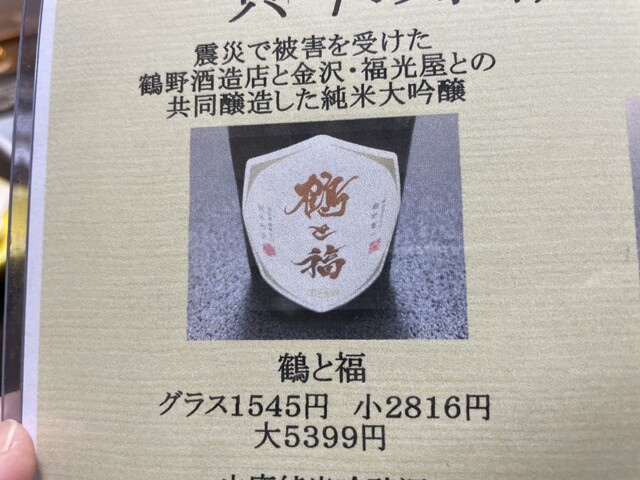 震災で被害を受けた
鶴野酒造店と金沢・福光屋との
共同醸造した純米大吟醸
鶴
と
福
鶴と福
グラス1545円　小2816円
大5399円